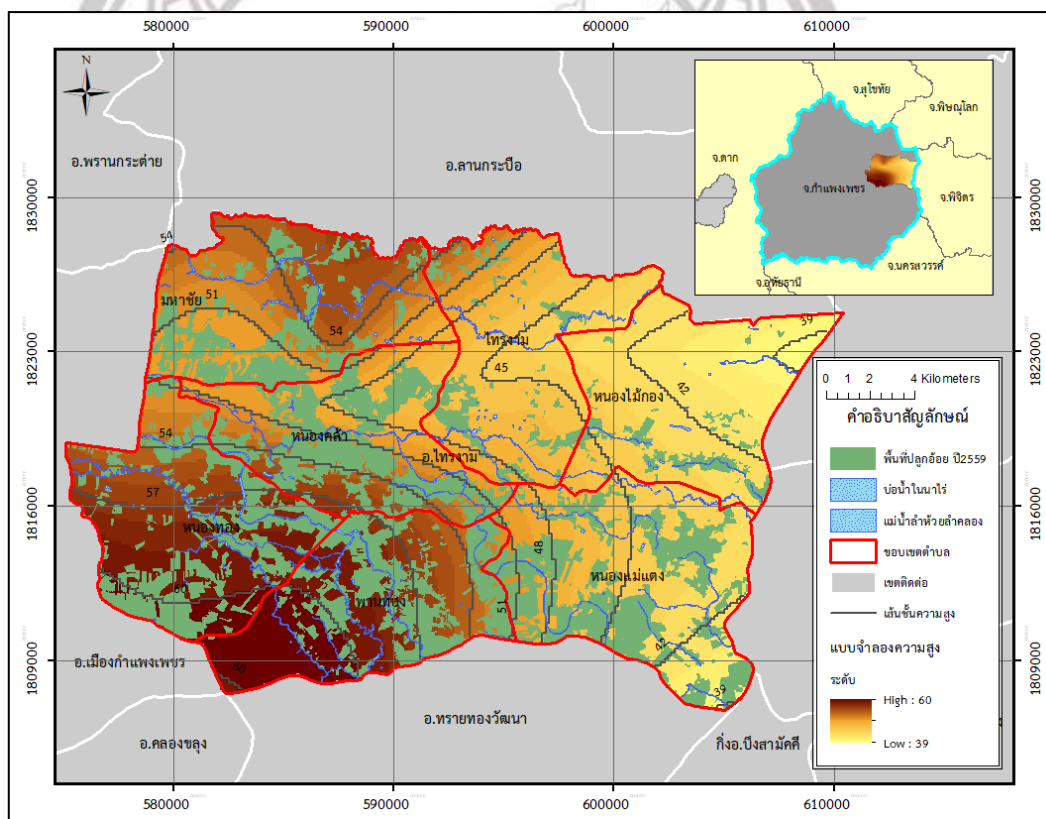 580000 590000 600000 610000
N
จ.สุโขทัย
จ.พิษณุโลก
จ.ตาก
จ.กำแพงเพชร
จ.พิจิตร
จ.นครสวรรค์
จ.อุทัยธานี
อ.พรานกระต่าย
อ.ลานกระบือ
1830000
1830000
54
มหาชัย
51
54
ไทรงาม
45
39
1823000
1823000
หนองไม้กอง
42
หนองคล้า
54
อ.ไทรงาม
57
หนองทอง
1816000
1816000
48
หนองแม่แตง
60
พานทอง
51
42
60
39
1809000
1809000
อ.เมืองกำแพงเพชร
อ.ทรายทองวัฒนา
อ.คลองขลุง
กิ่งอ.บึงสามัคคี
0 1 2 4 Kilometers
คำอธิบาสัญลักษณ์
พื้นที่ปลูกอ้อย ปี2559
บ่อน้ำในนาไร่
แม่น้ำลำห้วยลำคลอง
ขอบเขตตำบล
เขตติดต่อ
เส้นชั้นความสูง
แบบจำลองความสูง
ระดับ
High : 60
Low : 39
580000 590000 600000 610000